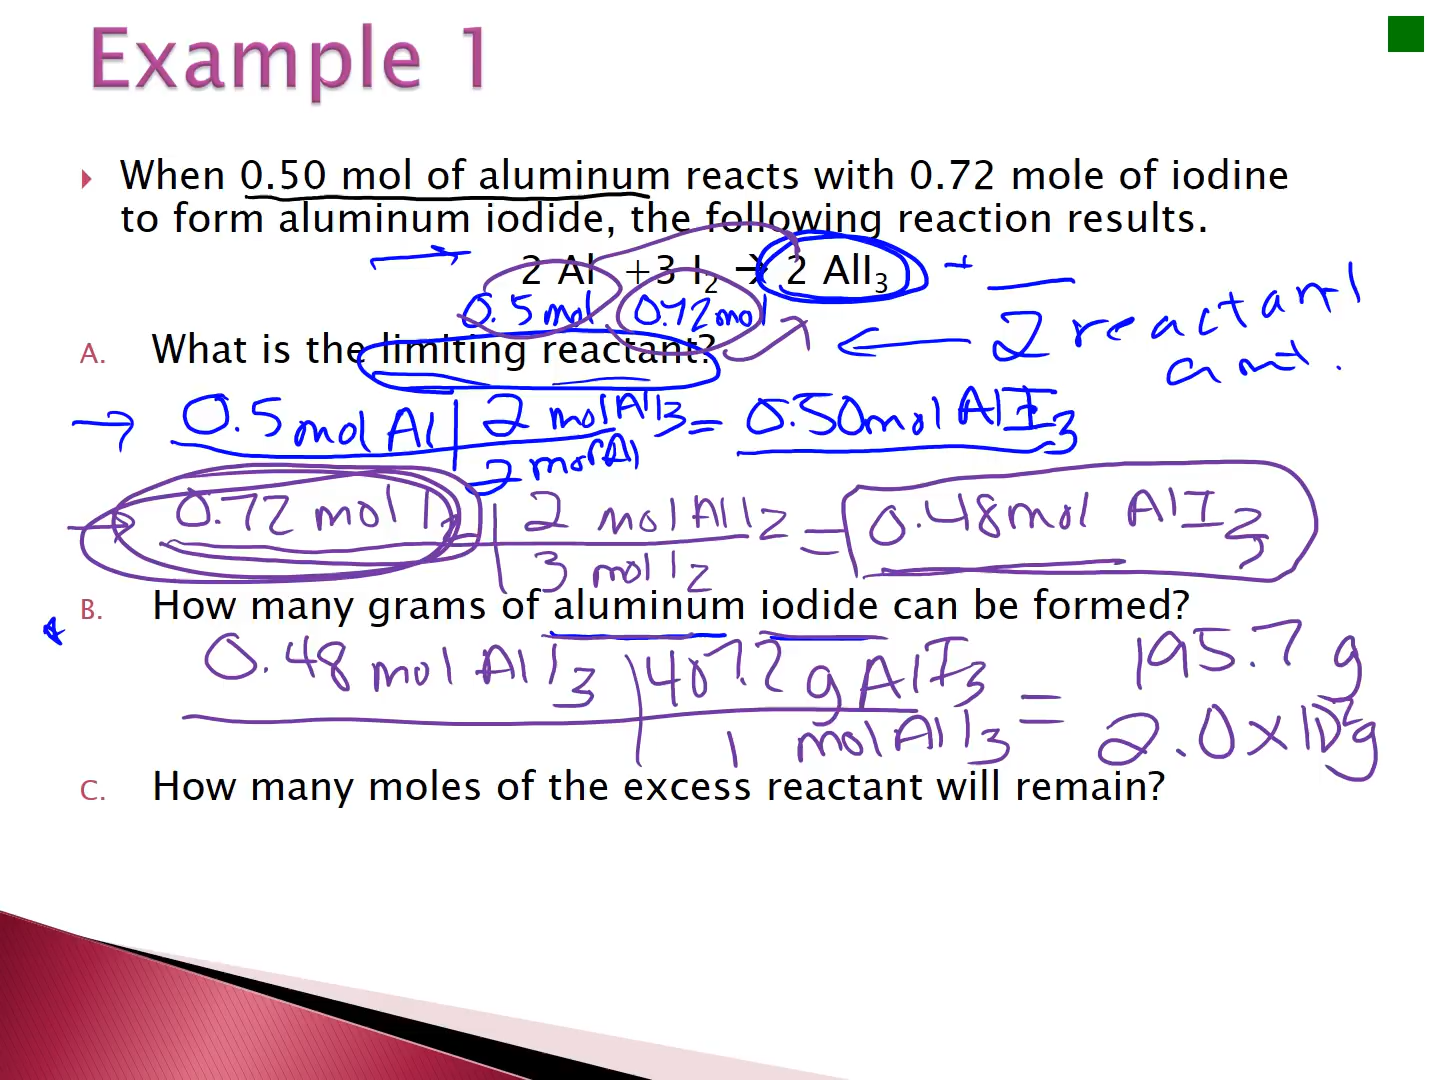 Example 1
When 0.50 mol of aluminum reacts with 0.72 mole of iodine
to form aluminum iodide, the following reaction results.
2 Al +3 I2 → 2 AlI3 +
0.5 mol 0.72 mol
2 reactant
amt.
A. What is the limiting reactant?
→ 0.5 mol Al | 2 mol AlI3 = 0.50 mol AlI3
2 mol Al
→ 0.72 mol I2 | 2 mol AlI2 = 0.48 mol AlI3
3 mol I2
B. How many grams of aluminum iodide can be formed?
0.48 mol AlI3 | 407.2 g AlI3 = 195.7 g
1 mol AlI3 2.0 x 10² g
C. How many moles of the excess reactant will remain?